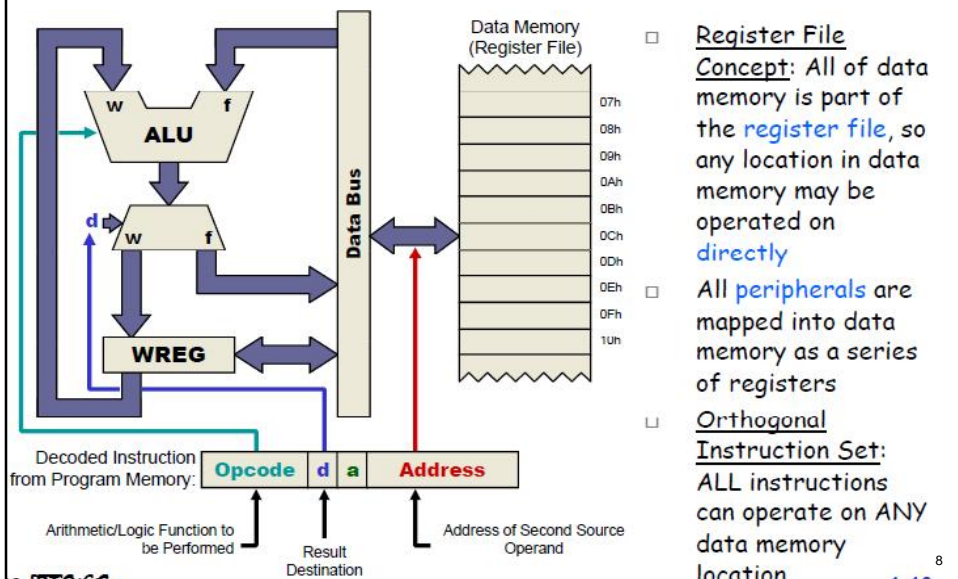 Data Memory
(Register File)
w
f
ALU
07h
08h
09h
0Ah
0Bh
0Ch
0Dh
0Eh
0Fh
10h
Data Bus
d
w
f
WREG
Decoded Instruction
from Program Memory:
Opcode d a Address
Arithmetic/Logic Function to
be Performed
Result
Destination
Address of Second Source
Operand
□ Register File
Concept: All of data
memory is part of
the register file, so
any location in data
memory may be
operated on
directly
□ All peripherals are
mapped into data
memory as a series
of registers
Orthogonal
Instruction Set:
ALL instructions
can operate on ANY
data memory
location
8